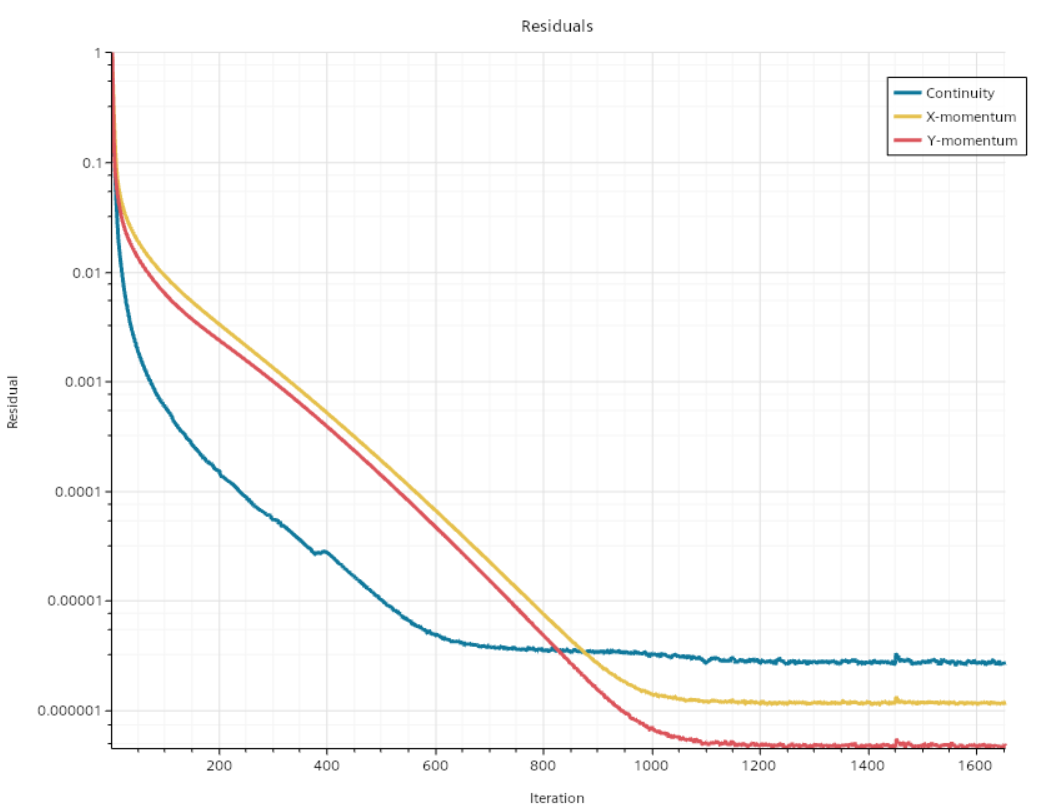 Residuals
Continuity
X-momentum
Y-momentum
1
0.1
0.01
0.001
0.0001
0.00001
0.000001
Residual
200 400 600 800 1000 1200 1400 1600
Iteration